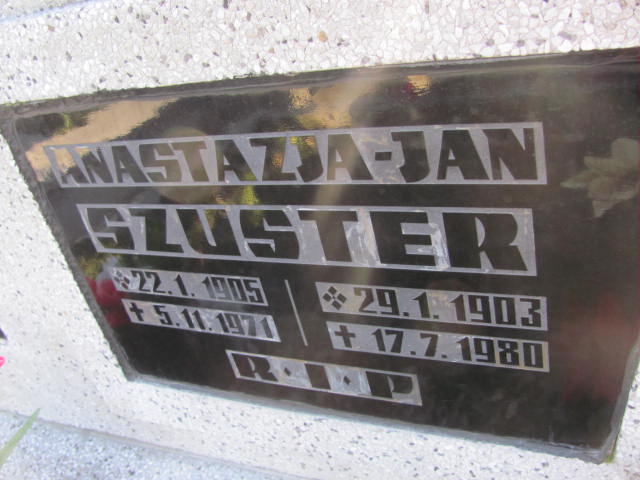 ANASTAZJA-JAN
SZUSTER
❖22.1.1905 ❖29.1.1903
✝5.11.1971 ✝17.7.1980
R·I·P